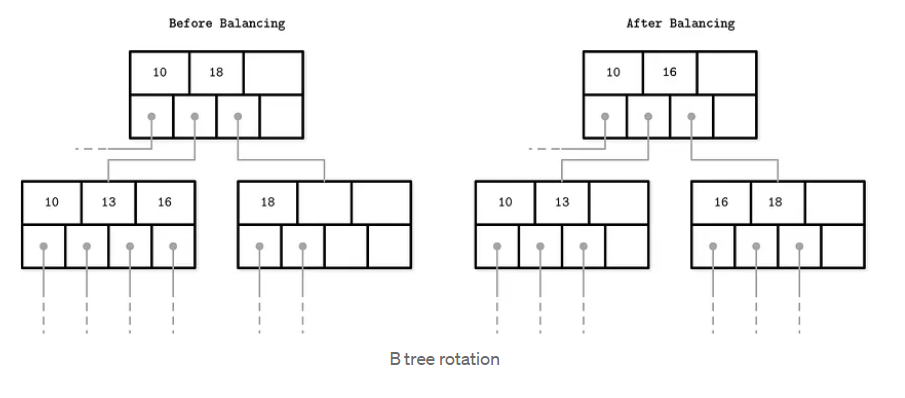 Before Balancing
After Balancing
10 18
10 16
10 13 16
18
10 13
16 18
B tree rotation